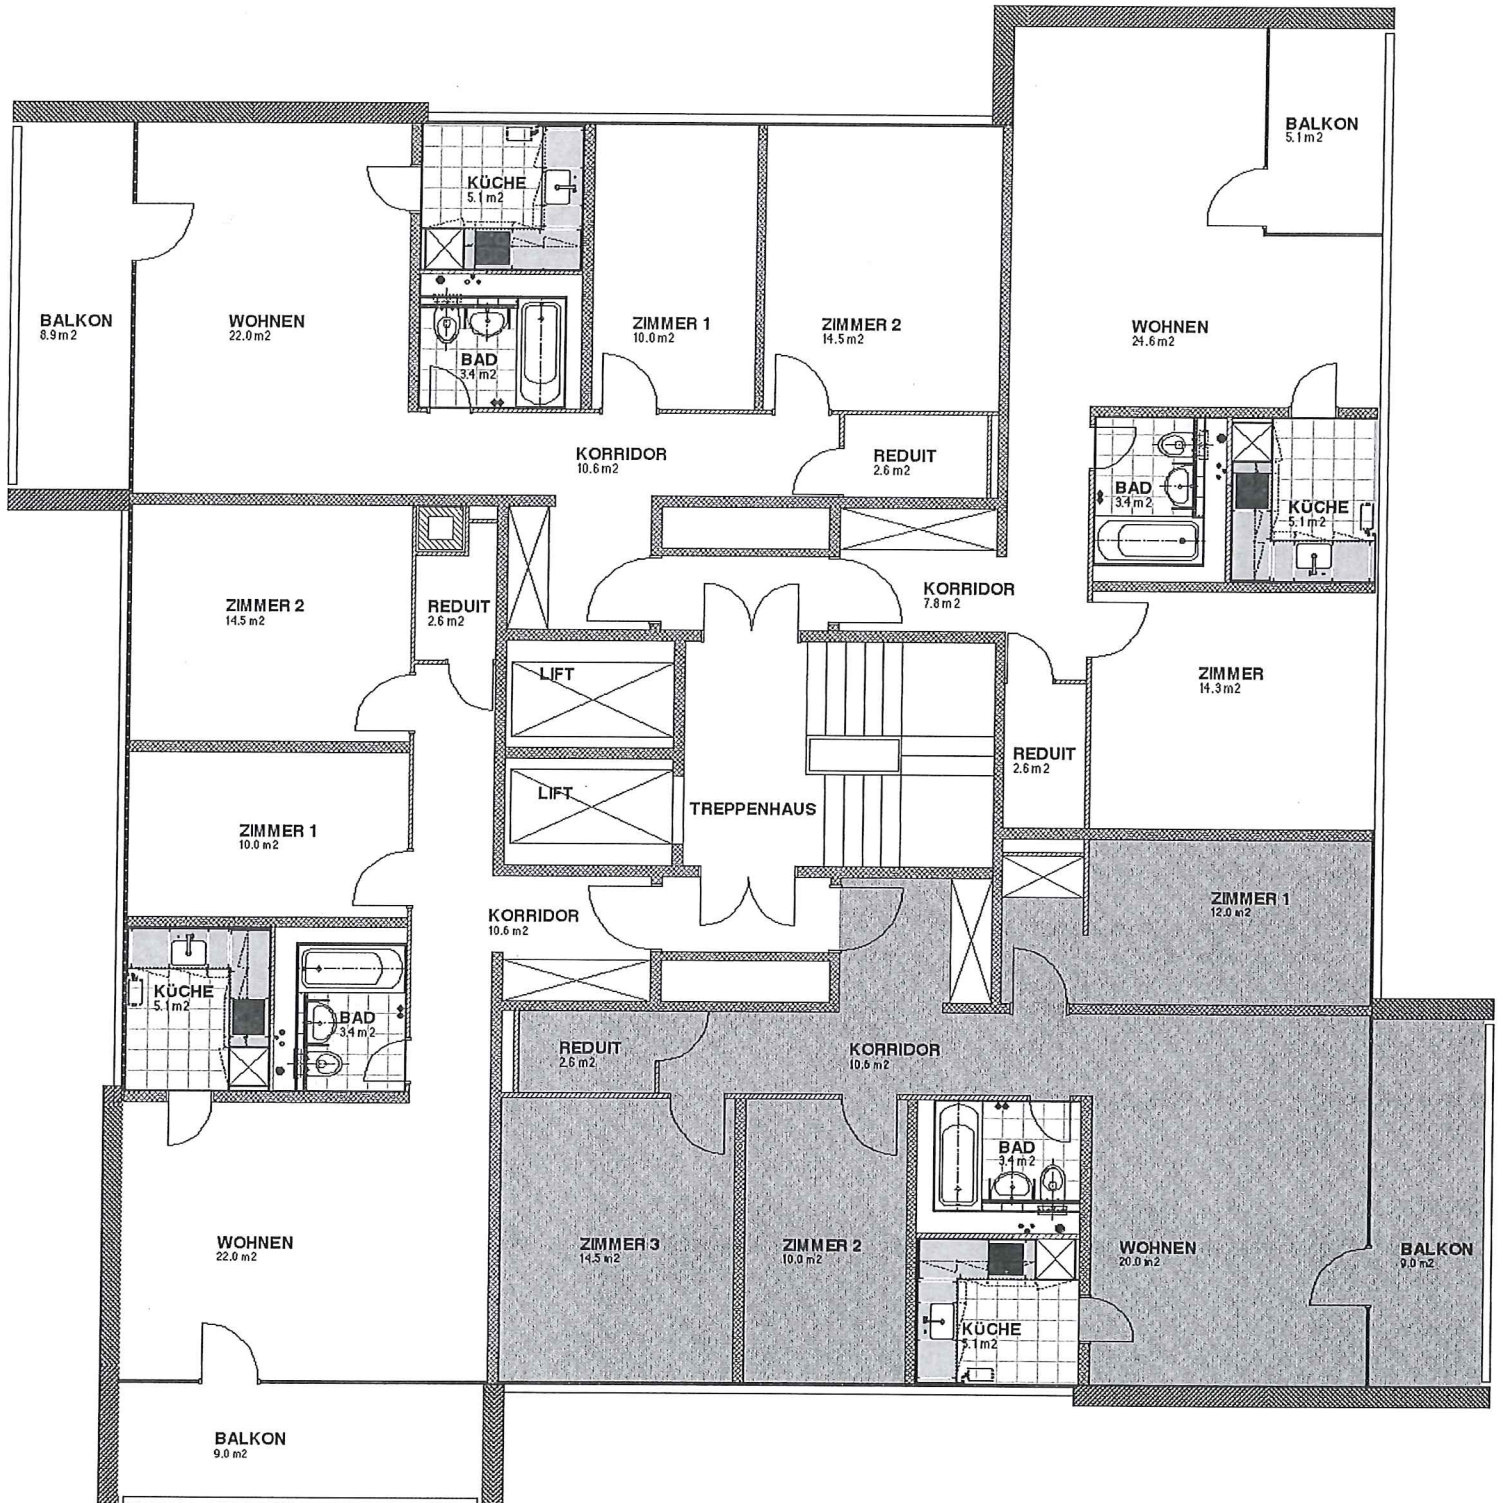 BALKON
5.1 m2
KÜCHE
5.1 m2
BALKON
8.9 m2
WOHNEN
22.0 m2
ZIMMER 1
10.0 m2
ZIMMER 2
14.5 m2
WOHNEN
24.6 m2
BAD
3.4 m2
KORRIDOR
10.6 m2
REDUIT
2.6 m2
BAD
3.4 m2
KÜCHE
5.1 m2
ZIMMER 2
14.5 m2
REDUIT
2.6 m2
KORRIDOR
7.8 m2
LIFT
ZIMMER
14.3 m2
REDUIT
2.6 m2
LIFT
TREPPENHAUS
ZIMMER 1
10.0 m2
KORRIDOR
10.6 m2
ZIMMER 1
12.0 m2
KÜCHE
5.1 m2
BAD
3.4 m2
REDUIT
2.6 m2
KORRIDOR
10.6 m2
BAD
3.4 m2
WOHNEN
22.0 m2
ZIMMER 3
14.5 m2
ZIMMER 2
10.0 m2
WOHNEN
20.0 m2
BALKON
9.0 m2
KÜCHE
5.1 m2
BALKON
9.0 m2